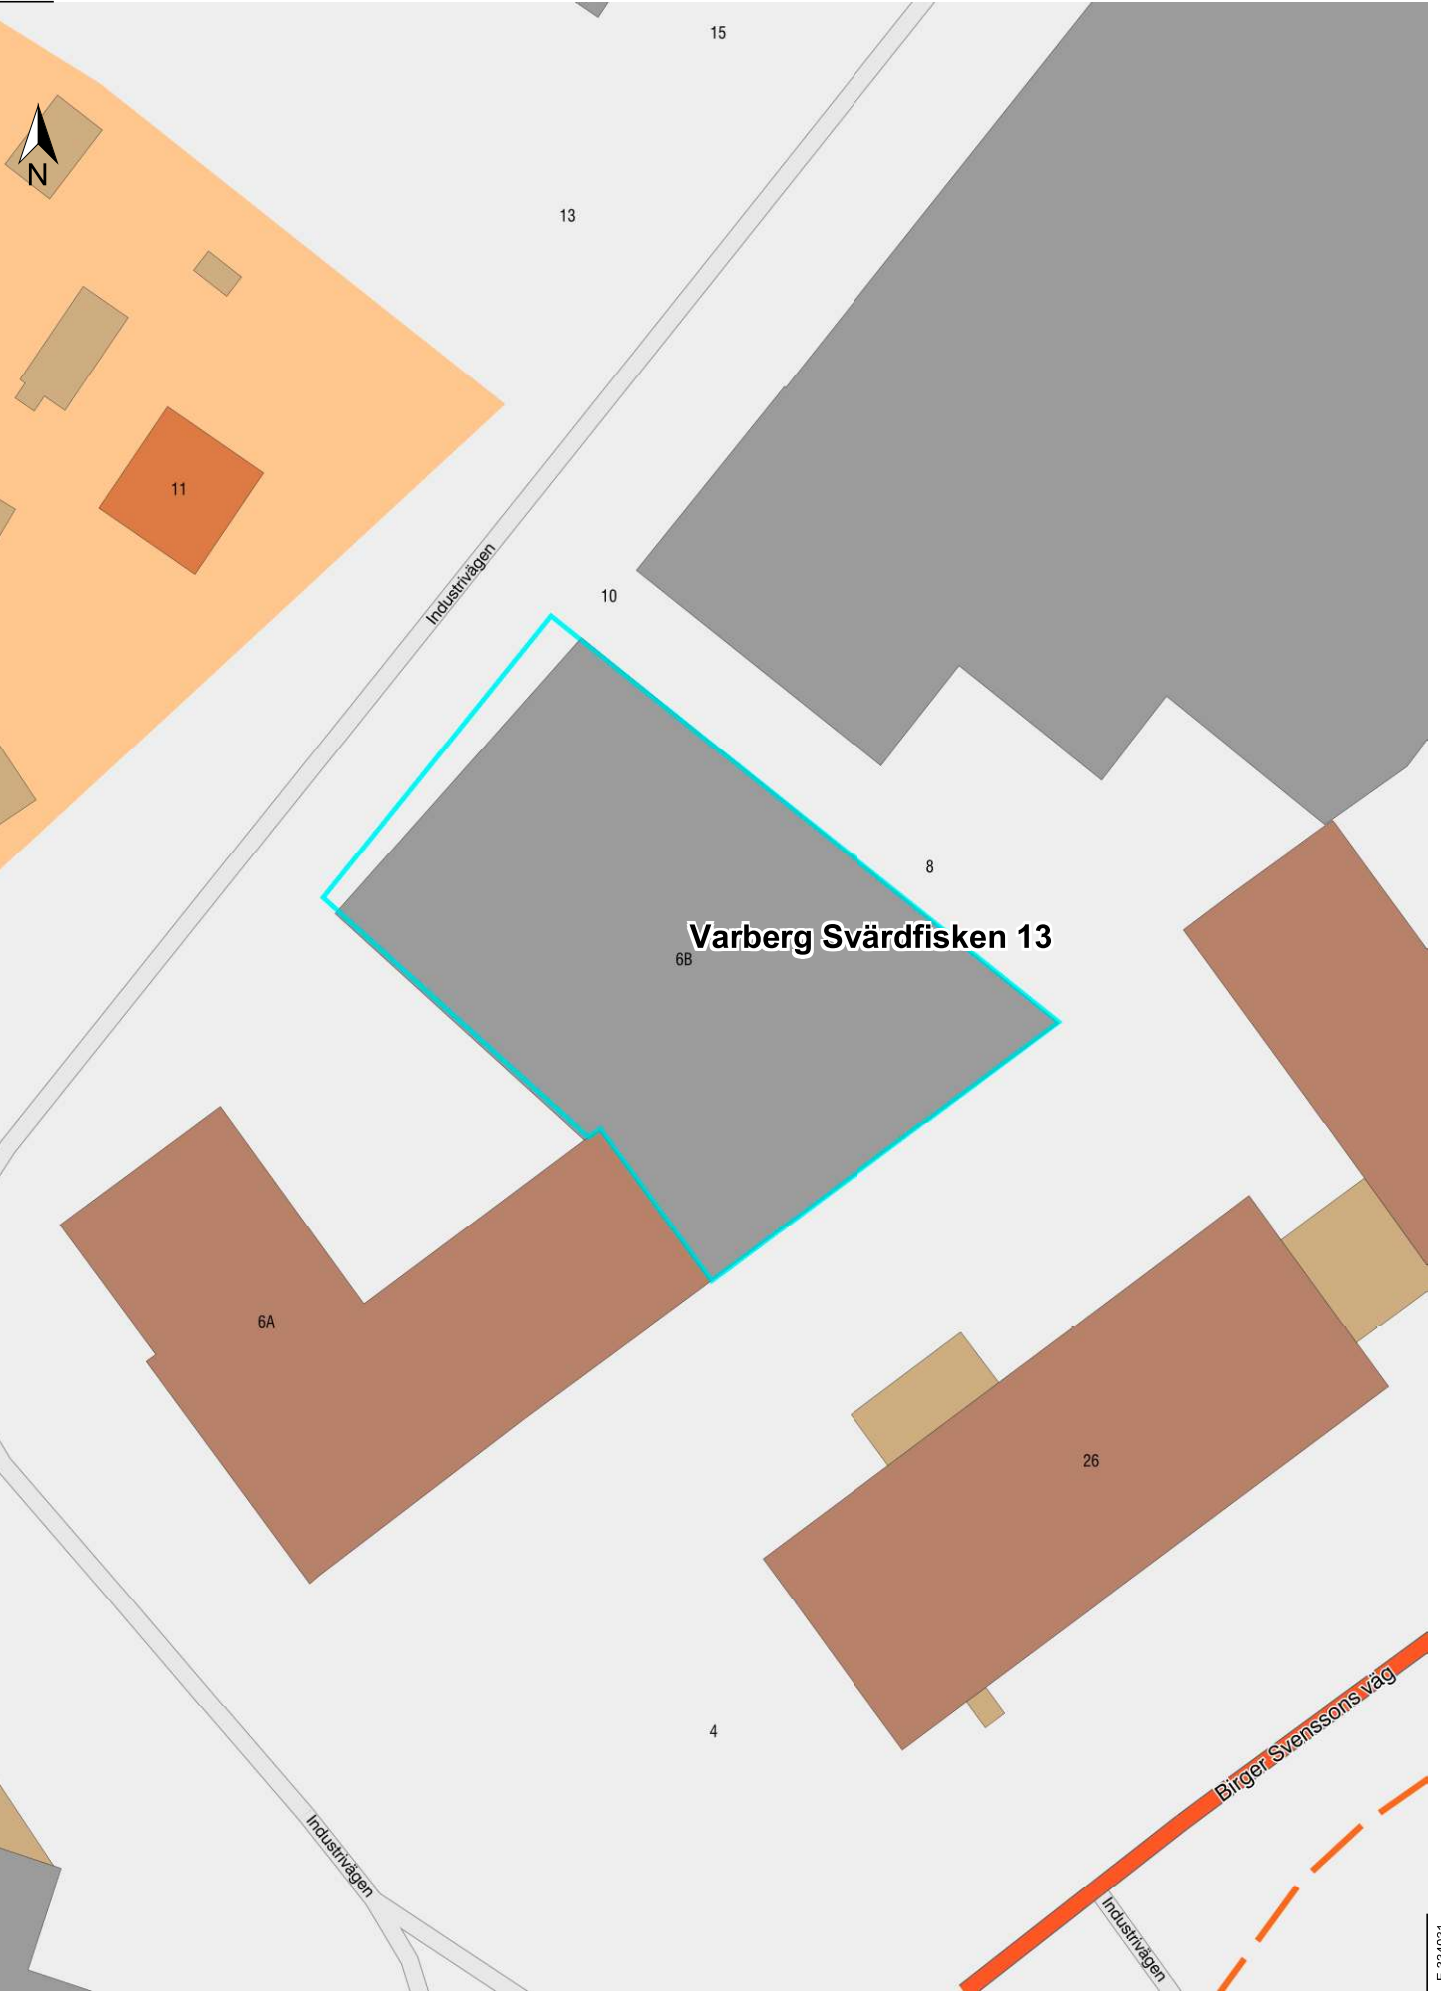 15
N
13
11
Industrivägen
10
8
Varberg Svärdfisken 13
6B
6A
26
Birger Svenssons väg
4
Industrivägen
Industrivägen